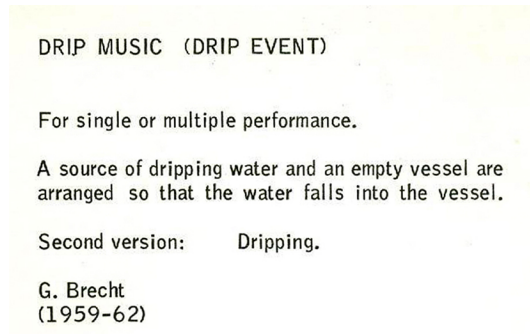 DRIP MUSIC (DRIP EVENT)
For single or multiple performance.
A source of dripping water and an empty vessel are
arranged so that the water falls into the vessel.
Second version: Dripping.
G. Brecht
(1959-62)